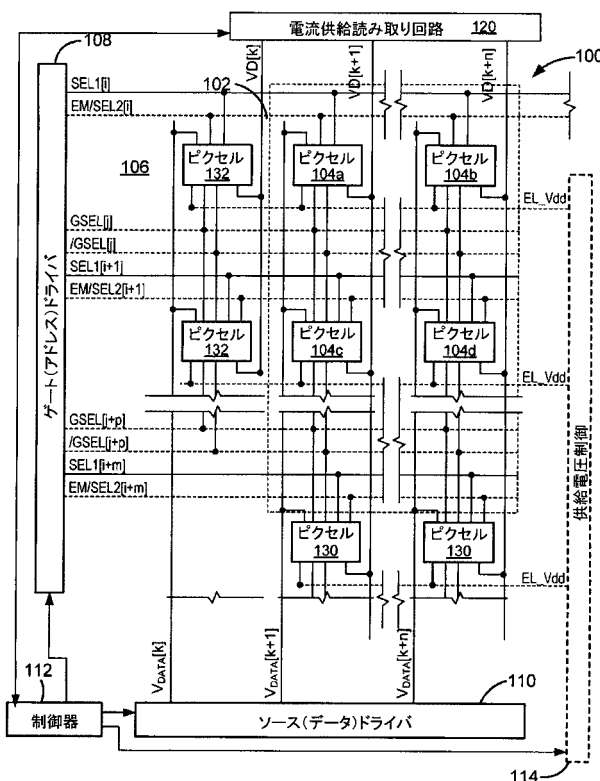 電流供給読み取り回路 120
108
100
VD[k]
VD[k+1]
VD[k+n]
SEL1[i]
102
EM/SEL2[i]
106
ピクセル
132
ピクセル
104a
ピクセル
104b
EL_Vdd
GSEL[j]
/GSEL[j]
SEL1[i+1]
EM/SEL2[i+1]
ピクセル
132
ピクセル
104c
ピクセル
104d
EL_Vdd
ゲート(アドレス)ドライバ
供給電圧制御
GSEL[j+p]
/GSEL[j+p]
SEL1[i+m]
EM/SEL2[i+m]
ピクセル
130
ピクセル
130
EL_Vdd
VDATA[k]
VDATA[k+1]
VDATA[k+n]
112
110
制御器
ソース(データ)ドライバ
114